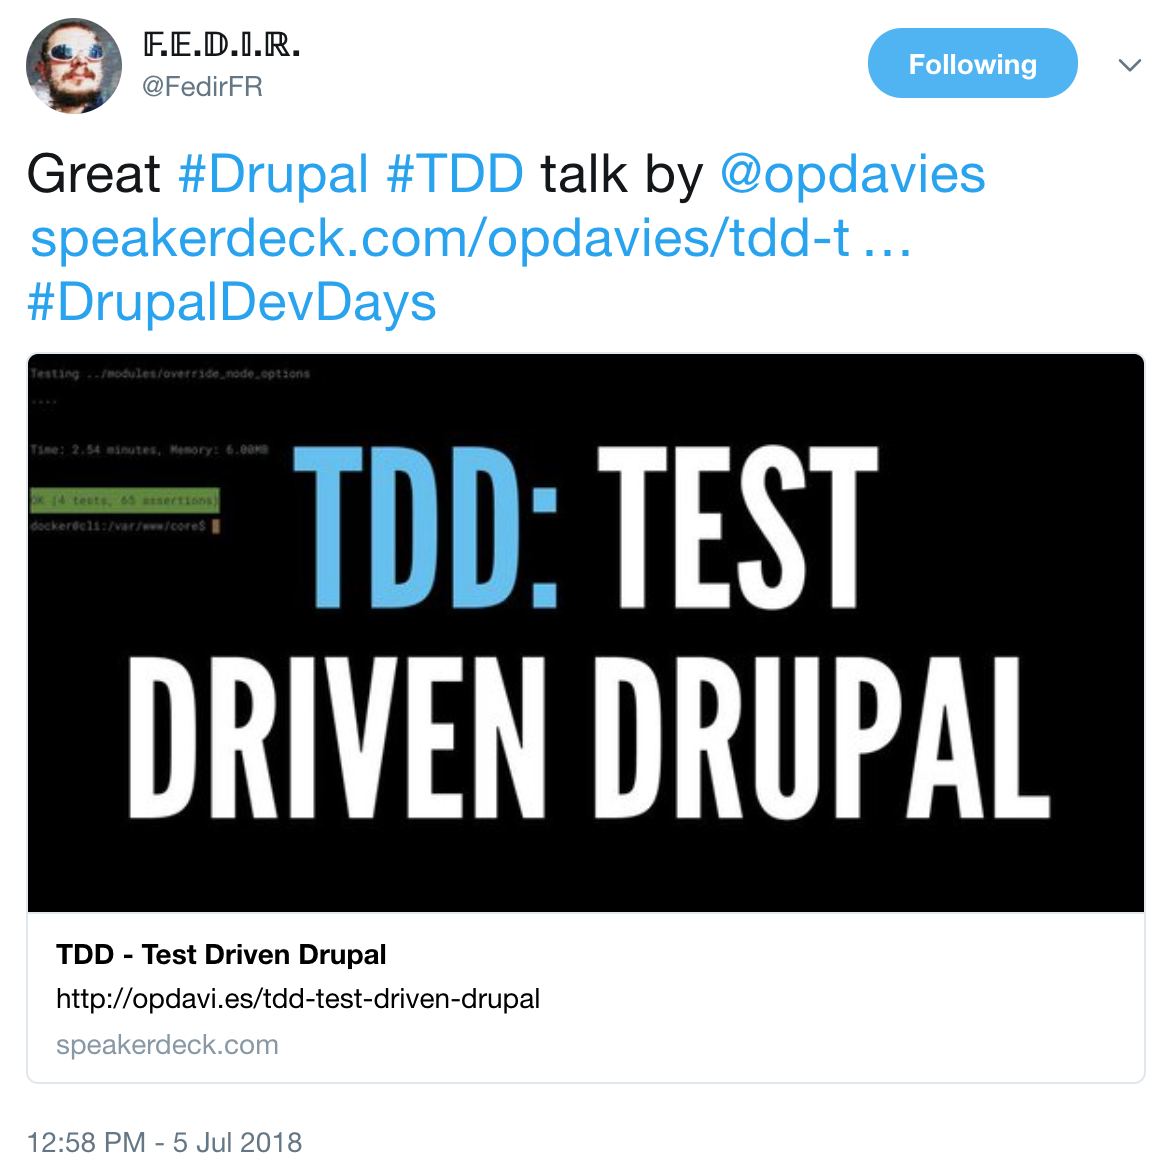 𝔽.𝔼.𝔻.𝕀.ℝ.
@FedirFR
Following
Great #Drupal #TDD talk by @opdavies
speakerdeck.com/opdavies/tdd-t …
#DrupalDevDays
Testing ../modules/override_node_options
....
Time: 2.54 minutes, Memory: 6.00MB
OK (4 tests, 65 assertions)
docker@cli:/var/www/core$
TDD: TEST
DRIVEN DRUPAL
TDD - Test Driven Drupal
http://opdavi.es/tdd-test-driven-drupal
speakerdeck.com
12:58 PM - 5 Jul 2018